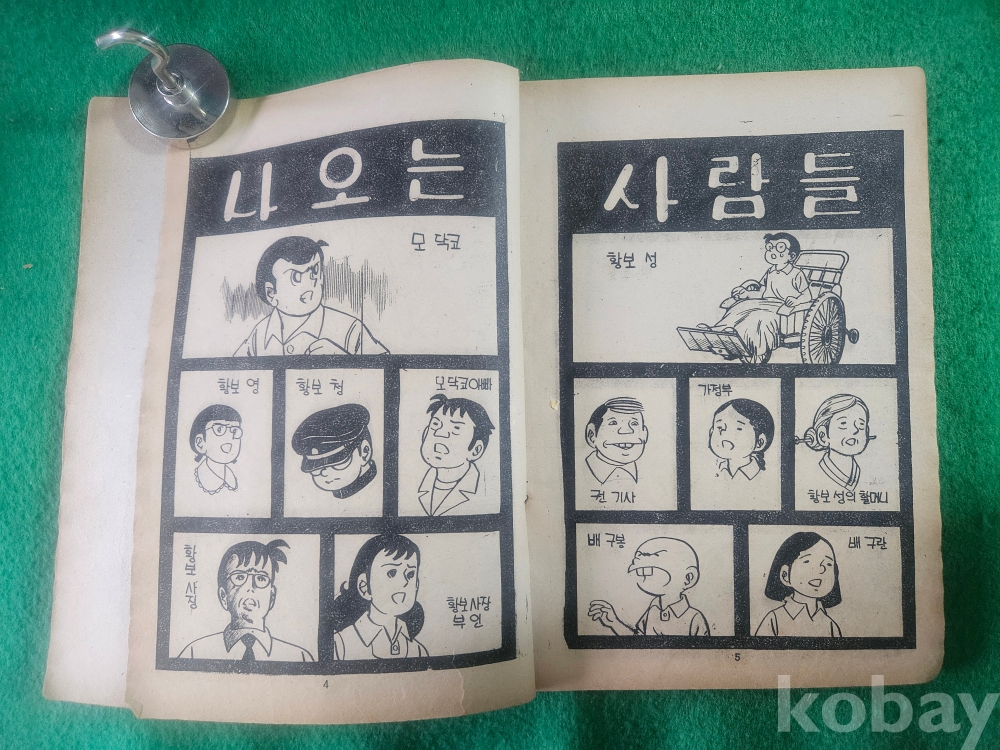 나오는
모 닥코
황보 영
황보 청
모닥코아빠
황보 사장
황보사장
부인
4
사람들
황보 성
권 기사
가정부
황보성의 할머니
배 구봉
배 구란
5
kobay